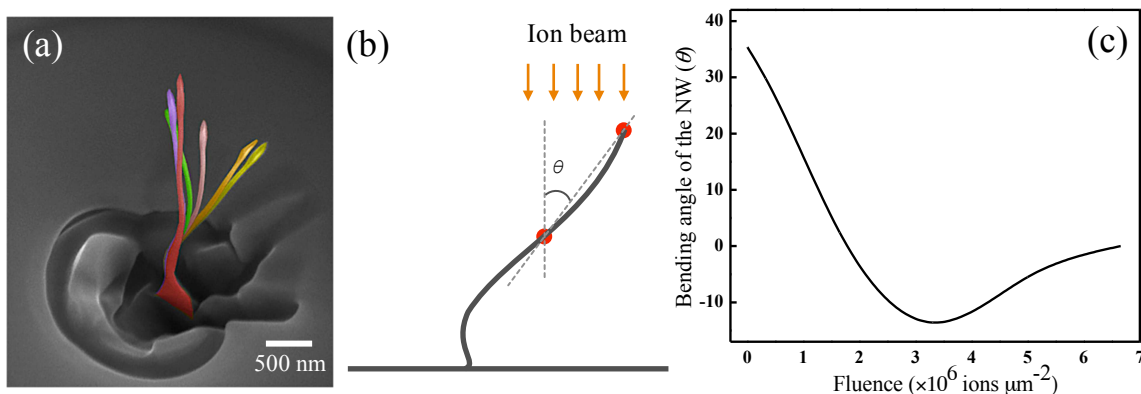 (a)
500 nm
(b)
Ion beam
θ
(c)
Bending angle of the NW (θ)
40
30
20
10
0
-10
0 1 2 3 4 5 6 7
Fluence (×10⁶ ions μm⁻²)